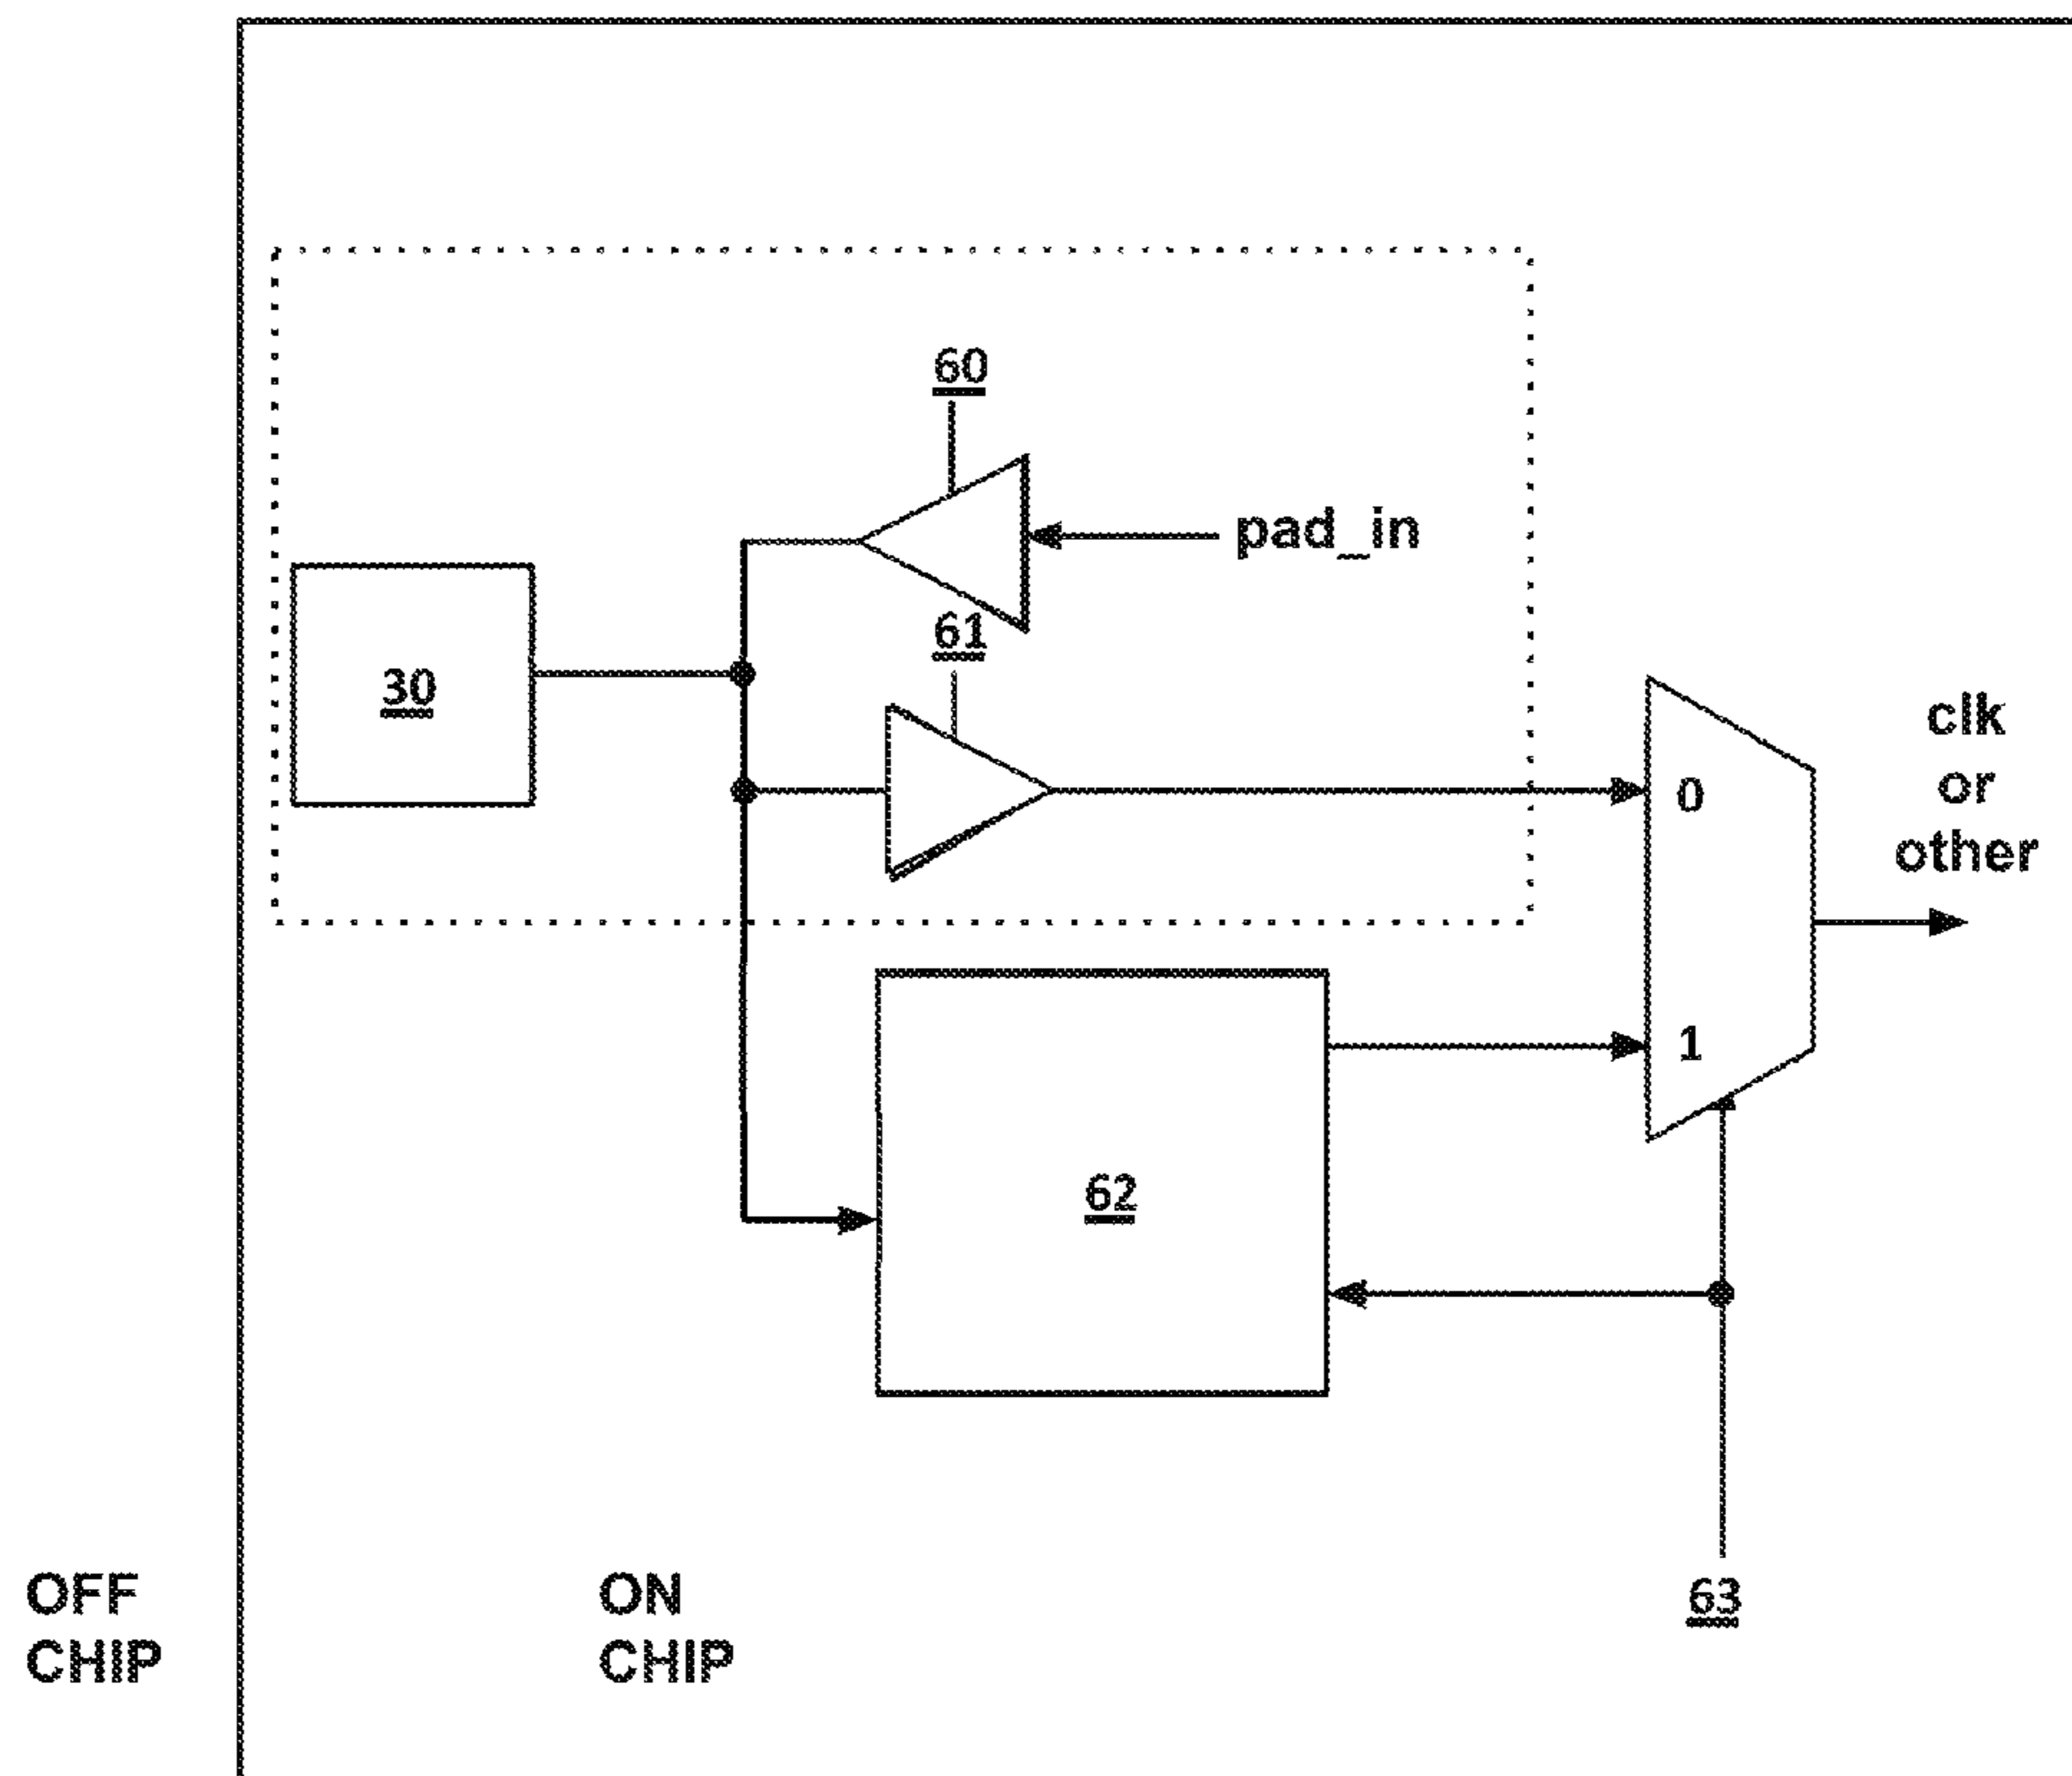 60
pad_in
61
30
clk
or
other
0
1
62
63
OFF
CHIP
ON
CHIP